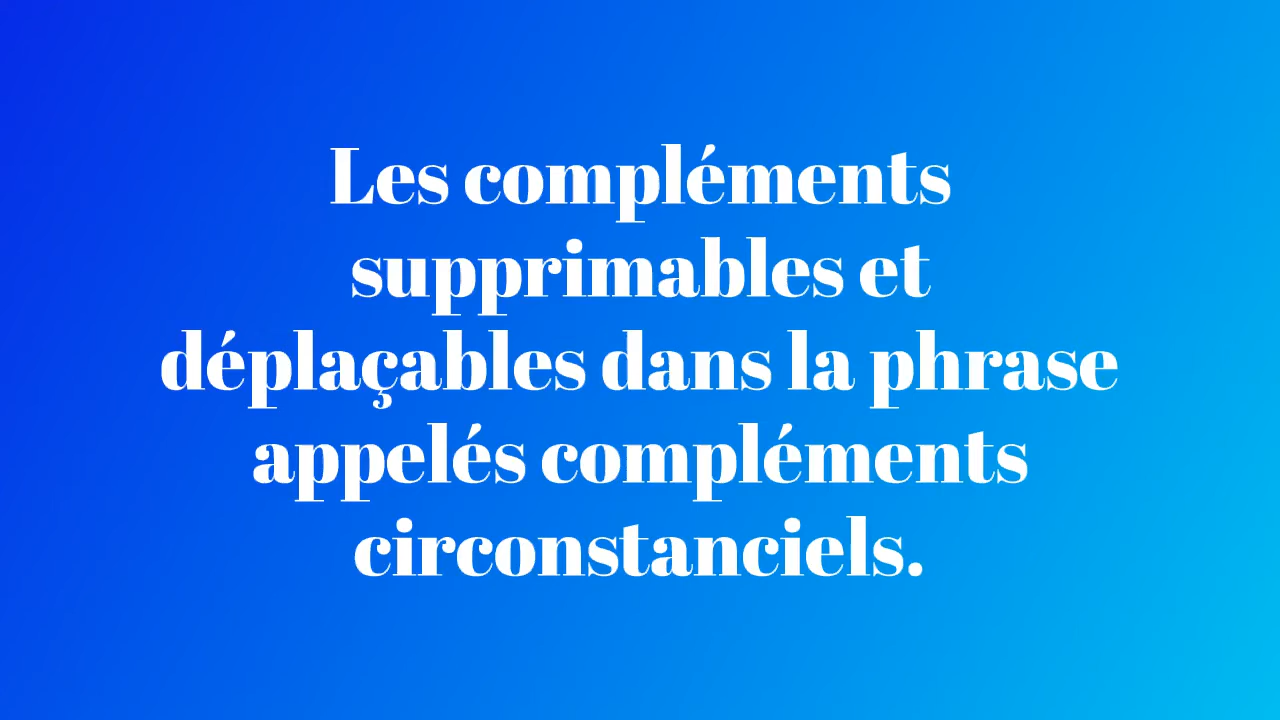 Les compléments
supprimables et
déplaçables dans la phrase
appelés compléments
circonstanciels.